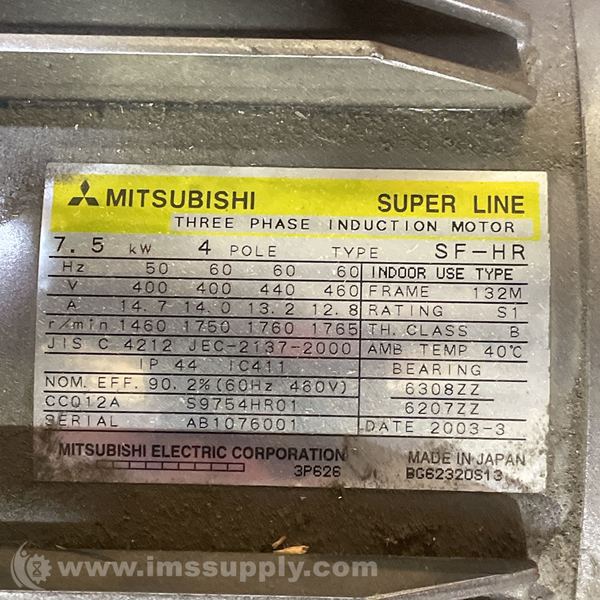 MITSUBISHI SUPER LINE
THREE PHASE INDUCTION MOTOR
7.5 kW 4 POLE TYPE SF-HR
Hz 50 60 60 60 INDOOR USE TYPE
V 400 400 440 460 FRAME 132M
A 14.7 14.0 13.2 12.8 RATING S1
r/min 1460 1750 1760 1765 TH. CLASS B
JIS C 4212 JEC-2137-2000 AMB TEMP 40℃
IP 44 IC411 BEARING
NOM. EFF. 90.2%(60Hz 460V) 6308ZZ
CCQ12A S9754HR01 6207ZZ
SERIAL AB1076001 DATE 2003-3
MITSUBISHI ELECTRIC CORPORATION MADE IN JAPAN
3P626 BG62320S13
© www.imssupply.com/